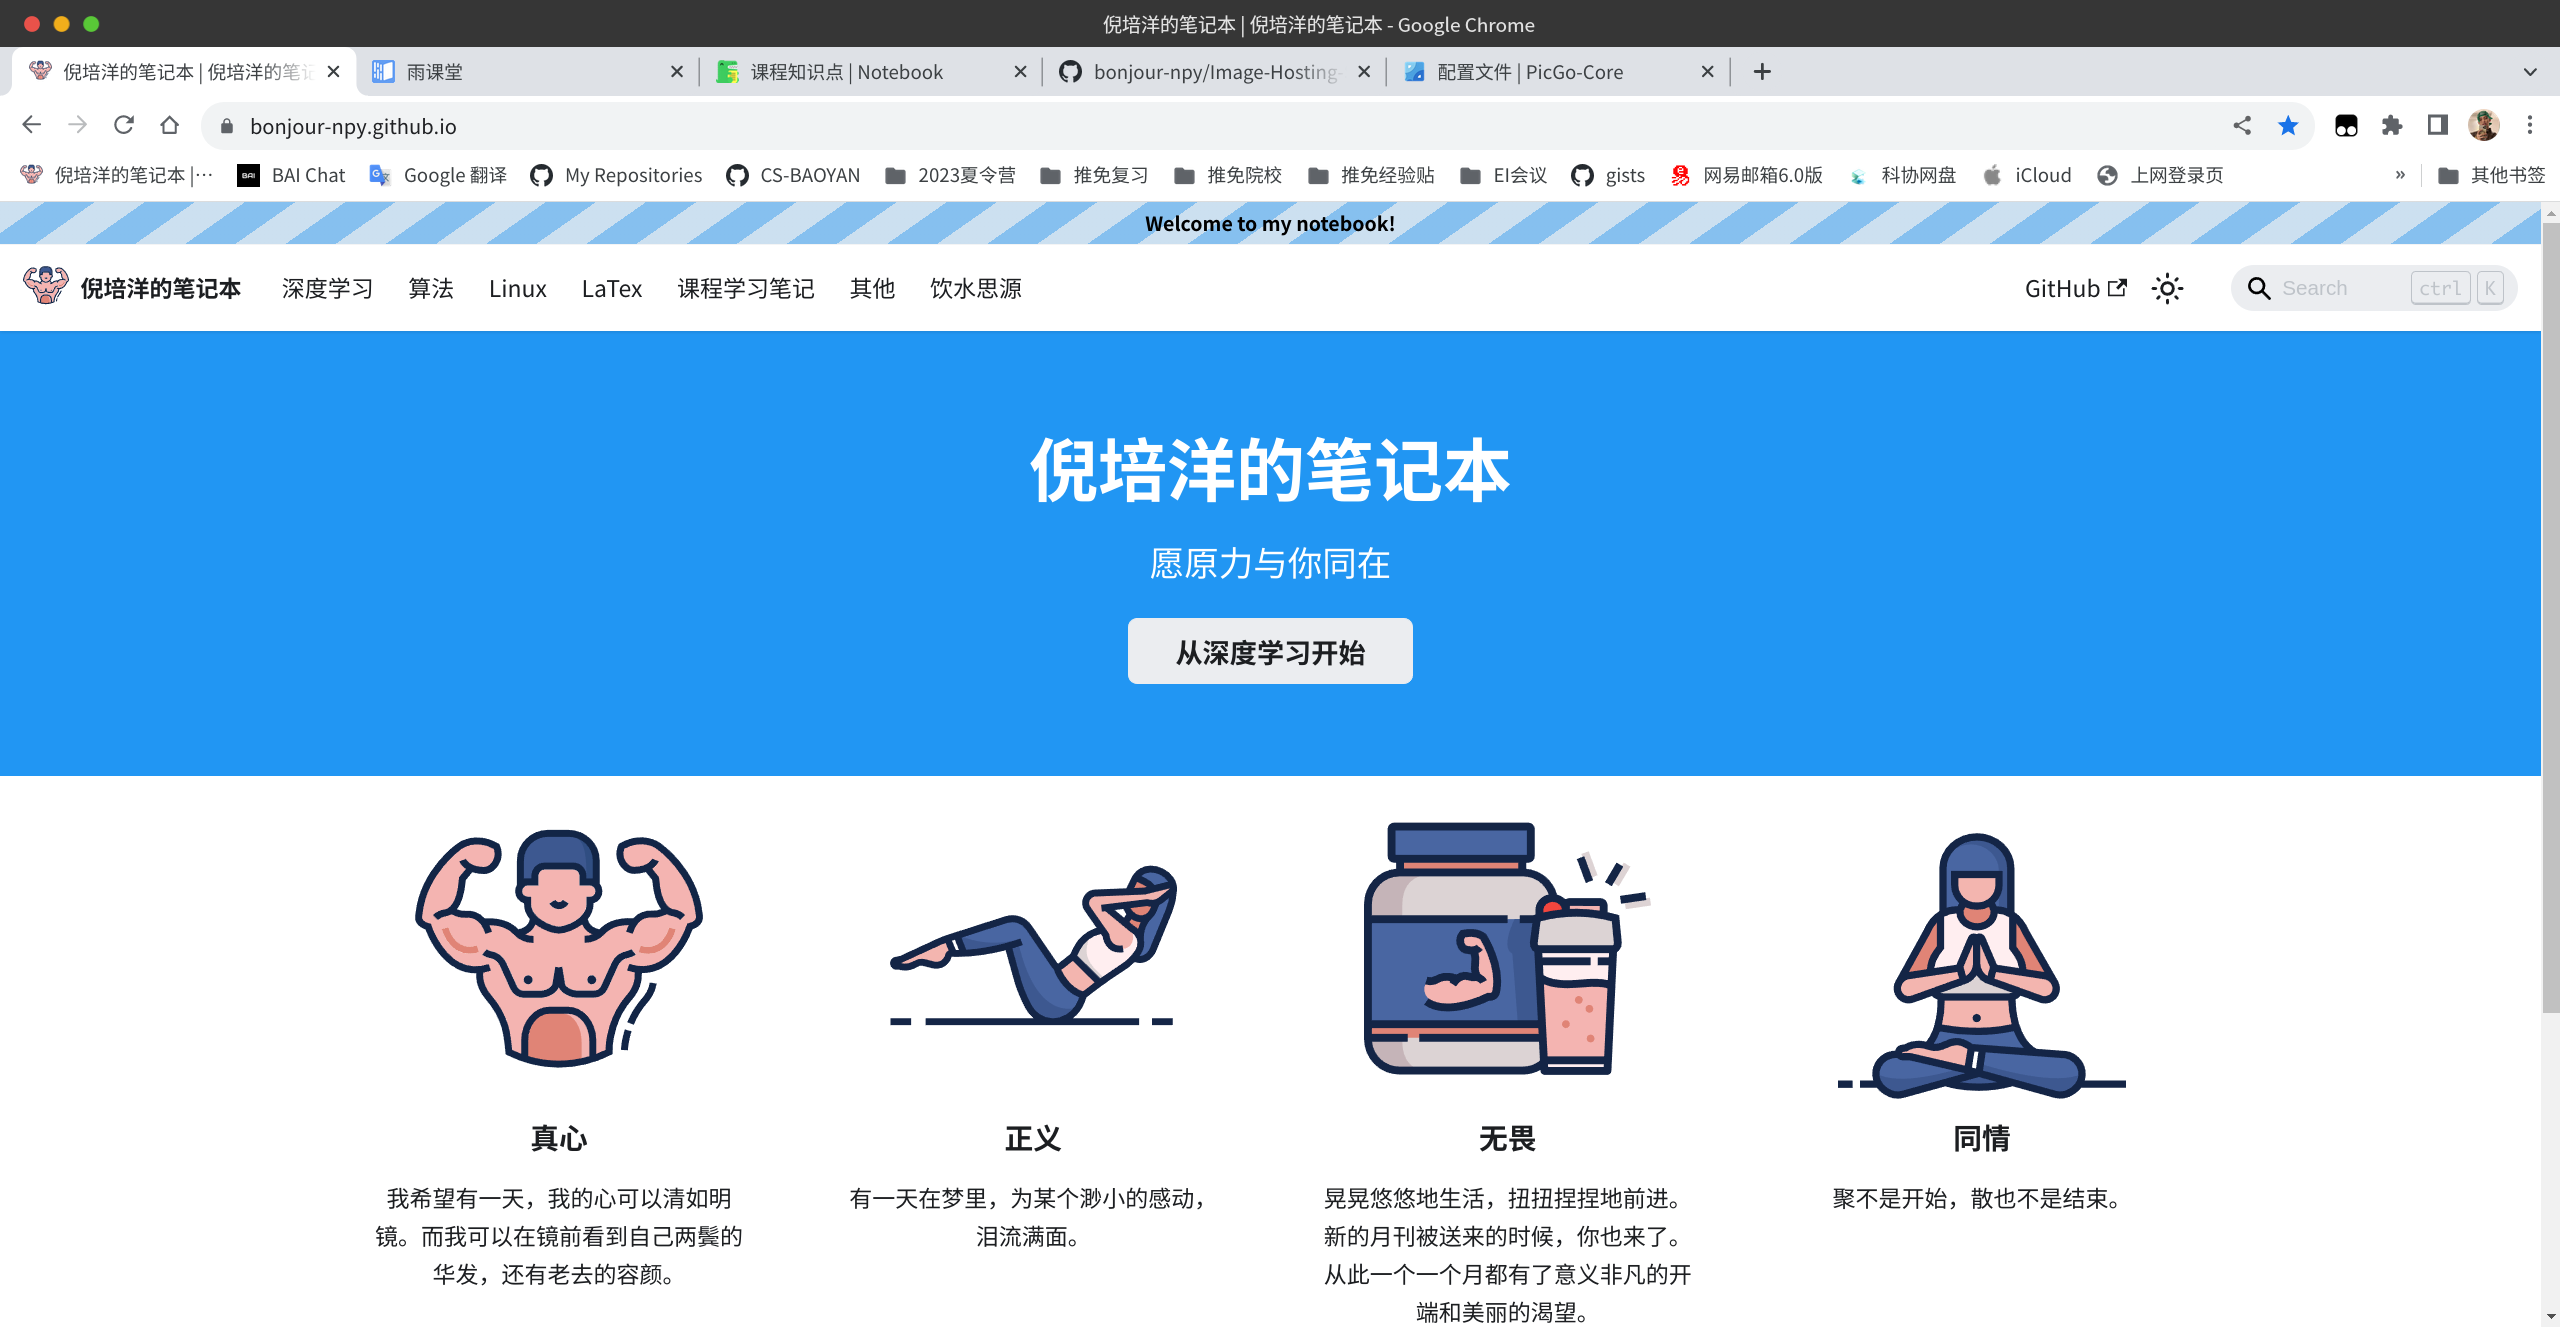 倪培洋的笔记本 | 倪培洋的笔记本 - Google Chrome
倪培洋的笔记本 | 倪培洋的笔记
雨课堂
课程知识点 | Notebook
bonjour-npy/Image-Hosting-
配置文件 | PicGo-Core
bonjour-npy.github.io
倪培洋的笔记本 |…
BAI
BAI Chat
Google 翻译
My Repositories
CS-BAOYAN
2023夏令营
推免复习
推免院校
推免经验贴
EI会议
gists
网易邮箱6.0版
科协网盘
iCloud
上网登录页
»
其他书签
Welcome to my notebook!
倪培洋的笔记本
深度学习
算法
Linux
LaTex
课程学习笔记
其他
饮水思源
GitHub
Search
ctrl K
倪培洋的笔记本
愿原力与你同在
从深度学习开始
真心
我希望有一天，我的心可以清如明
镜。而我可以在镜前看到自己两鬓的
华发，还有老去的容颜。
正义
有一天在梦里，为某个渺小的感动，
泪流满面。
无畏
晃晃悠悠地生活，扭扭捏捏地前进。
新的月刊被送来的时候，你也来了。
从此一个一个月都有了意义非凡的开
端和美丽的渴望。
同情
聚不是开始，散也不是结束。